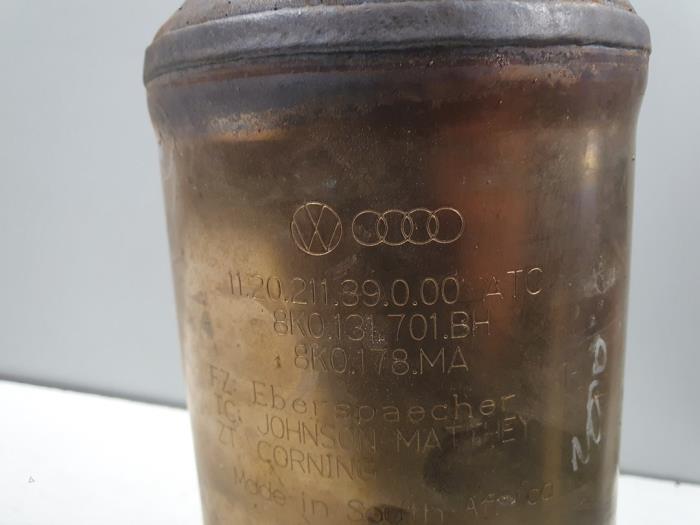 11.20.211.39.0.00 ATC
8K0.131.701.BH
8K0.178.MA
FZ: Eberspaecher
TC: JOHNSON MATTHEY
ZT: CORNING
Made in South Africa